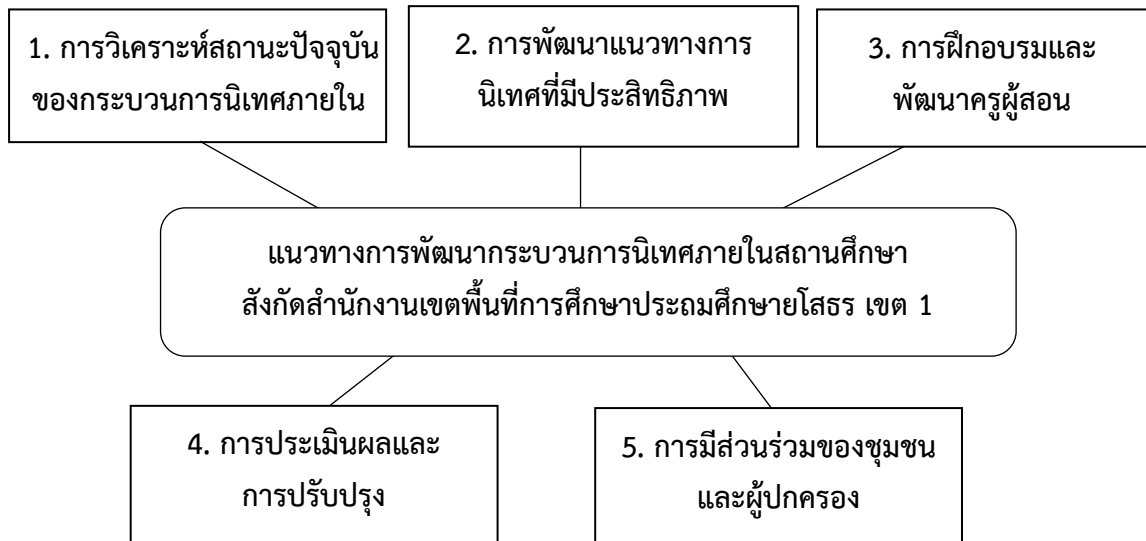 1. การวิเคราะห์สถานะปัจจุบัน
ของกระบวนการนิเทศภายใน
2. การพัฒนาแนวทางการ
นิเทศที่มีประสิทธิภาพ
3. การฝึกอบรมและ
พัฒนาครูผู้สอน
แนวทางการพัฒนากระบวนการนิเทศภายในสถานศึกษา
สังกัดสำนักงานเขตพื้นที่การศึกษาประถมศึกษายโสธร เขต 1
4. การประเมินผลและ
การปรับปรุง
5. การมีส่วนร่วมของชุมชน
และผู้ปกครอง